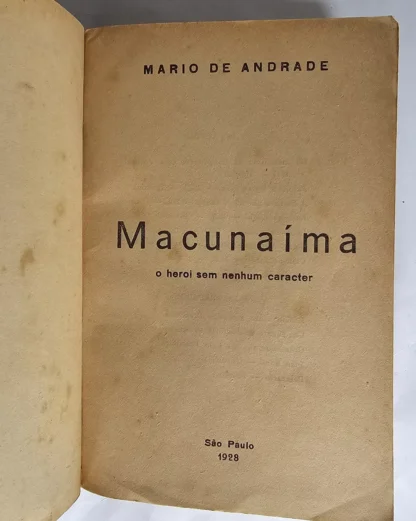 MARIO DE ANDRADE
Macunaíma
o heroi sem nenhum caracter
São Paulo
1928